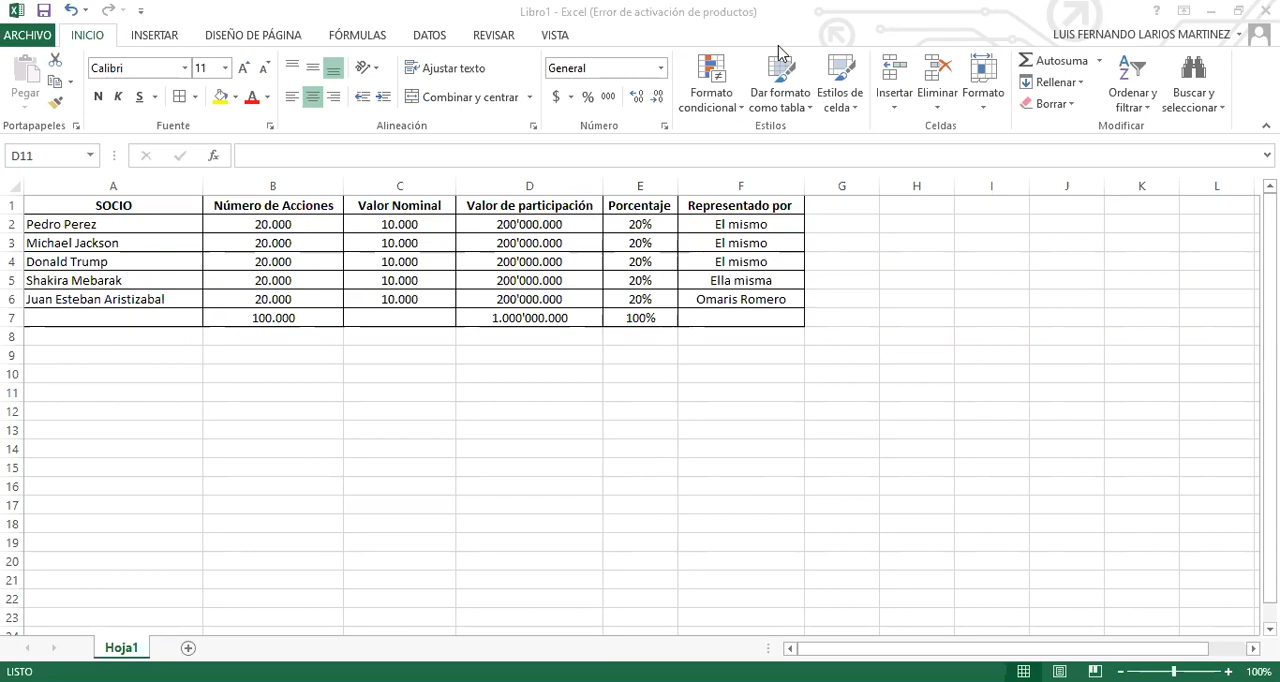 Libro1 - Excel (Error de activación de productos)
ARCHIVO INICIO INSERTAR DISEÑO DE PÁGINA FÓRMULAS DATOS REVISAR VISTA LUIS FERNANDO LARIOS MARTINEZ
Pegar
Calibri 11
N K S A
Ajustar texto
Combinar y centrar
General
$ % 000
Formato condicional
Dar formato como tabla
Estilos de celda
Insertar Eliminar Formato
Autosuma
Rellenar
Borrar
Ordenar y filtrar
Buscar y seleccionar
Portapapeles Fuente Alineación Número Estilos Celdas Modificar
D11 fx
A B C D E F G H I J K L
1 SOCIO Número de Acciones Valor Nominal Valor de participación Porcentaje Representado por
2 Pedro Perez 20.000 10.000 200'000.000 20% El mismo
3 Michael Jackson 20.000 10.000 200'000.000 20% El mismo
4 Donald Trump 20.000 10.000 200'000.000 20% El mismo
5 Shakira Mebarak 20.000 10.000 200'000.000 20% Ella misma
6 Juan Esteban Aristizabal 20.000 10.000 200'000.000 20% Omaris Romero
7 100.000 1.000'000.000 100%
8
9
10
11
12
13
14
15
16
17
18
19
20
21
22
23
24
Hoja1
LISTO 100%